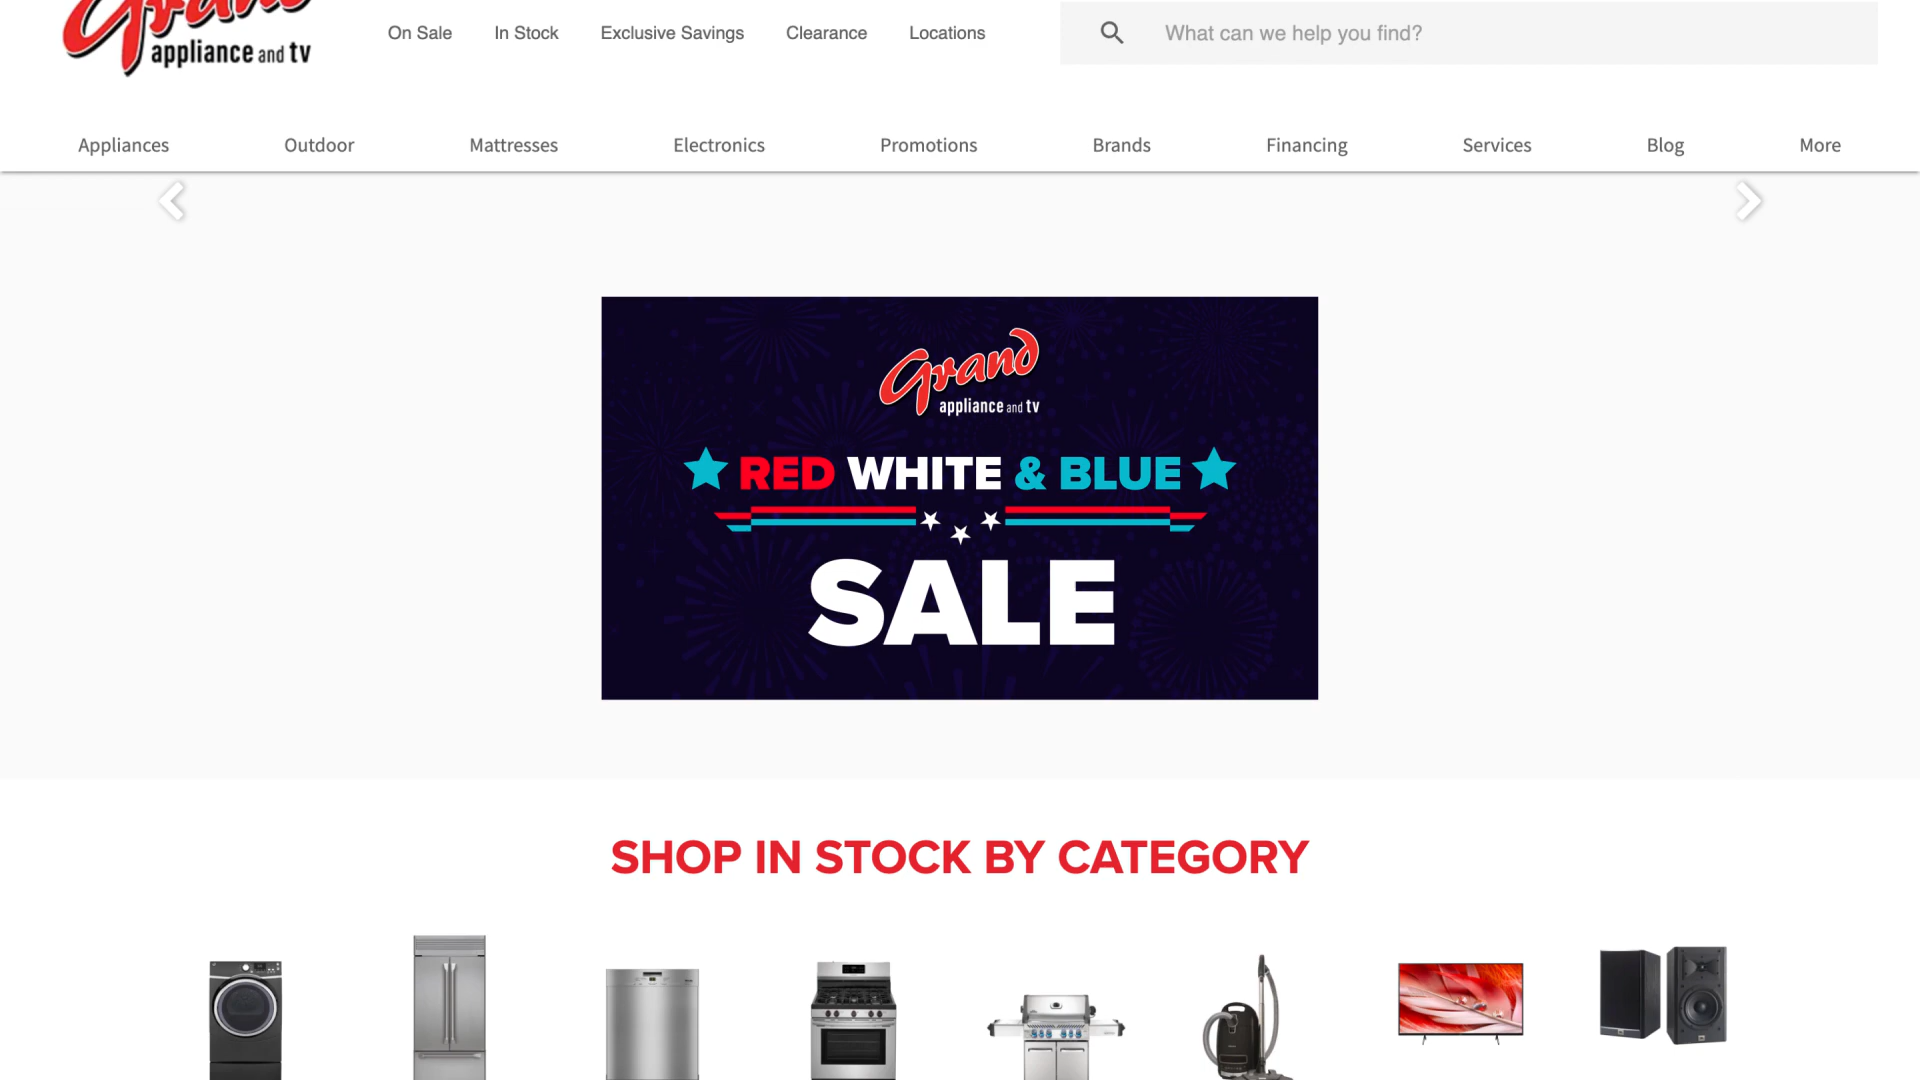 Grand
appliance and tv
On Sale In Stock Exclusive Savings Clearance Locations
What can we help you find?
Appliances Outdoor Mattresses Electronics Promotions Brands Financing Services Blog More
Grand
appliance and tv
RED WHITE & BLUE
SALE
SHOP IN STOCK BY CATEGORY